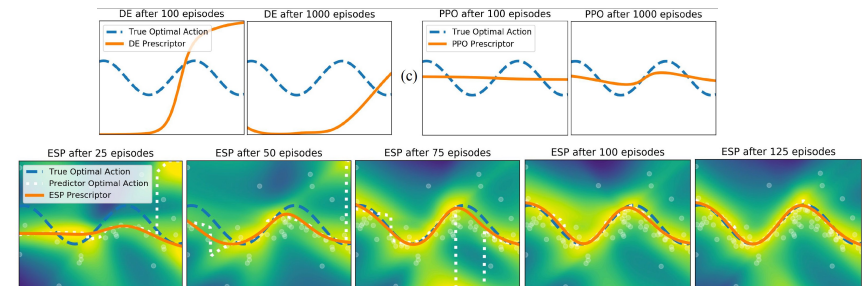 DE after 100 episodes
DE after 1000 episodes
PPO after 100 episodes
PPO after 1000 episodes
True Optimal Action
DE Prescriptor
(c)
True Optimal Action
PPO Prescriptor
ESP after 25 episodes
ESP after 50 episodes
ESP after 75 episodes
ESP after 100 episodes
ESP after 125 episodes
True Optimal Action
Predictor Optimal Action
ESP Prescriptor